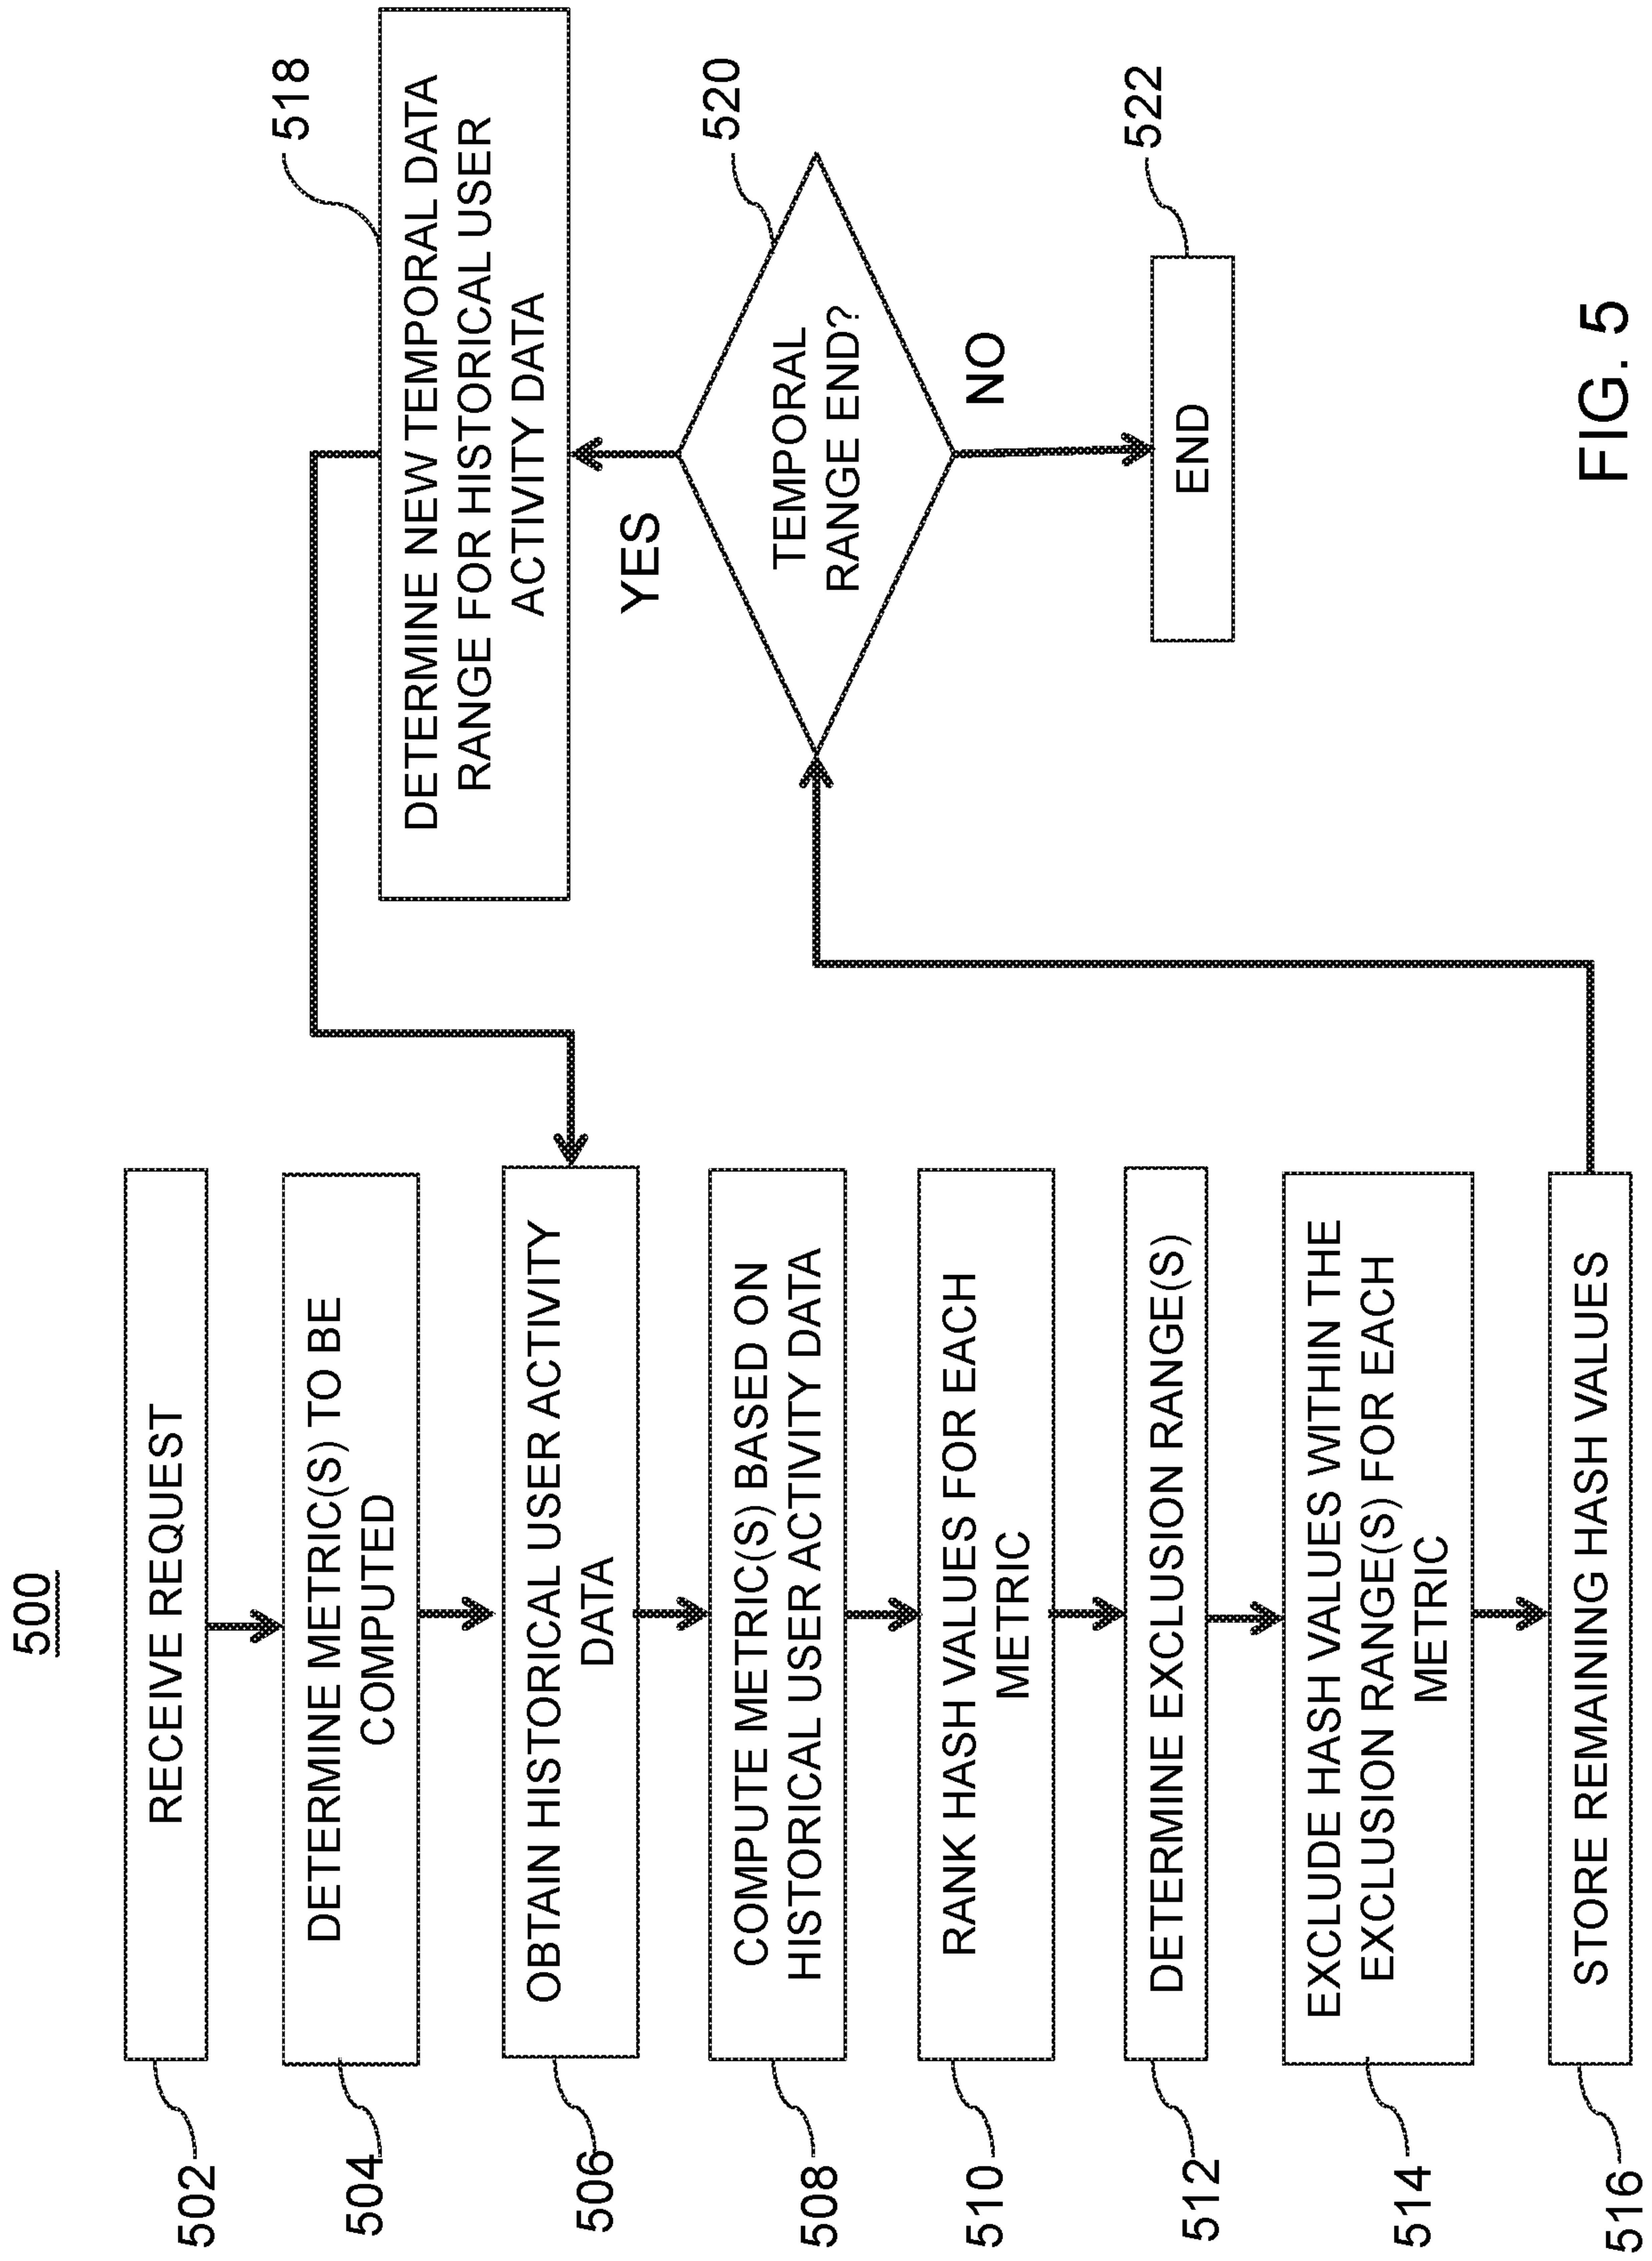 500
502
RECEIVE REQUEST
504
DETERMINE METRIC(S) TO BE
COMPUTED
506
OBTAIN HISTORICAL USER ACTIVITY
DATA
508
COMPUTE METRIC(S) BASED ON
HISTORICAL USER ACTIVITY DATA
510
RANK HASH VALUES FOR EACH
METRIC
512
DETERMINE EXCLUSION RANGE(S)
514
EXCLUDE HASH VALUES WITHIN THE
EXCLUSION RANGE(S) FOR EACH
METRIC
516
STORE REMAINING HASH VALUES
518
DETERMINE NEW TEMPORAL DATA
RANGE FOR HISTORICAL USER
ACTIVITY DATA
YES
520
TEMPORAL
RANGE END?
NO
522
END
FIG. 5